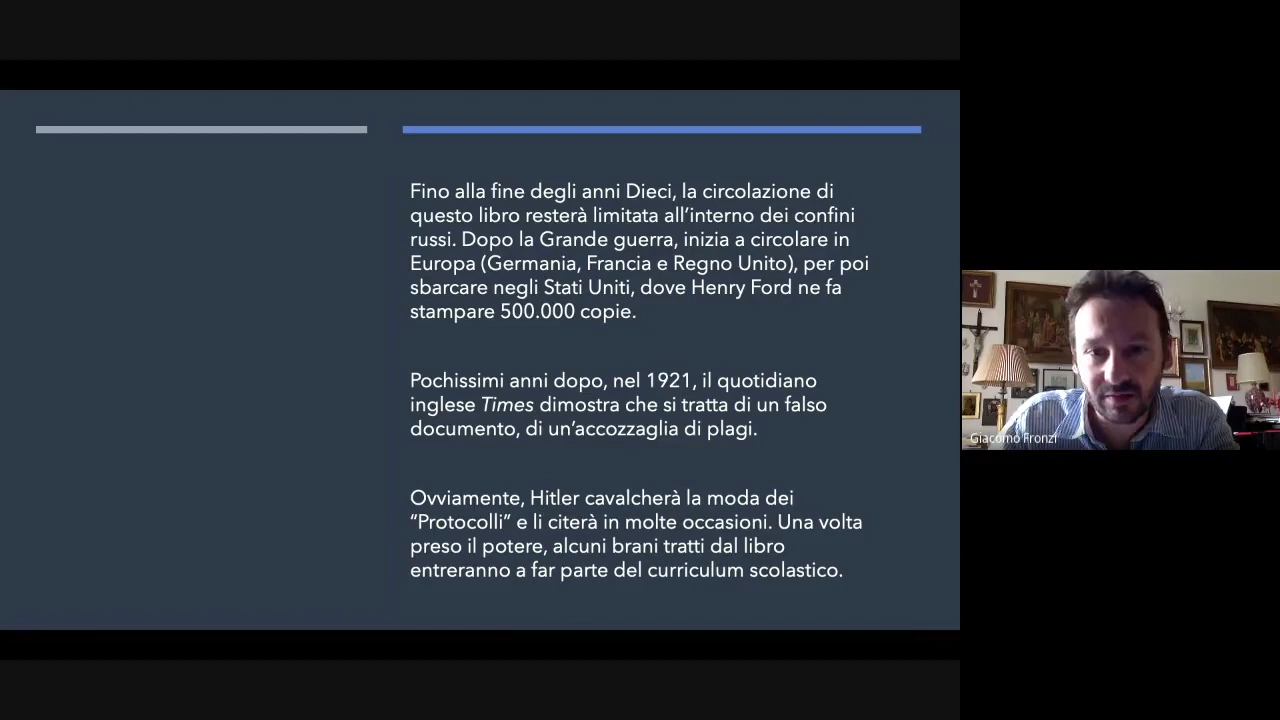 Fino alla fine degli anni Dieci, la circolazione di
questo libro resterà limitata all’interno dei confini
russi. Dopo la Grande guerra, inizia a circolare in
Europa (Germania, Francia e Regno Unito), per poi
sbarcare negli Stati Uniti, dove Henry Ford ne fa
stampare 500.000 copie.
Pochissimi anni dopo, nel 1921, il quotidiano
inglese Times dimostra che si tratta di un falso
documento, di un’accozzaglia di plagi.
Ovviamente, Hitler cavalcherà la moda dei
“Protocolli” e li citerà in molte occasioni. Una volta
preso il potere, alcuni brani tratti dal libro
entreranno a far parte del curriculum scolastico.
Giacomo Fronzi